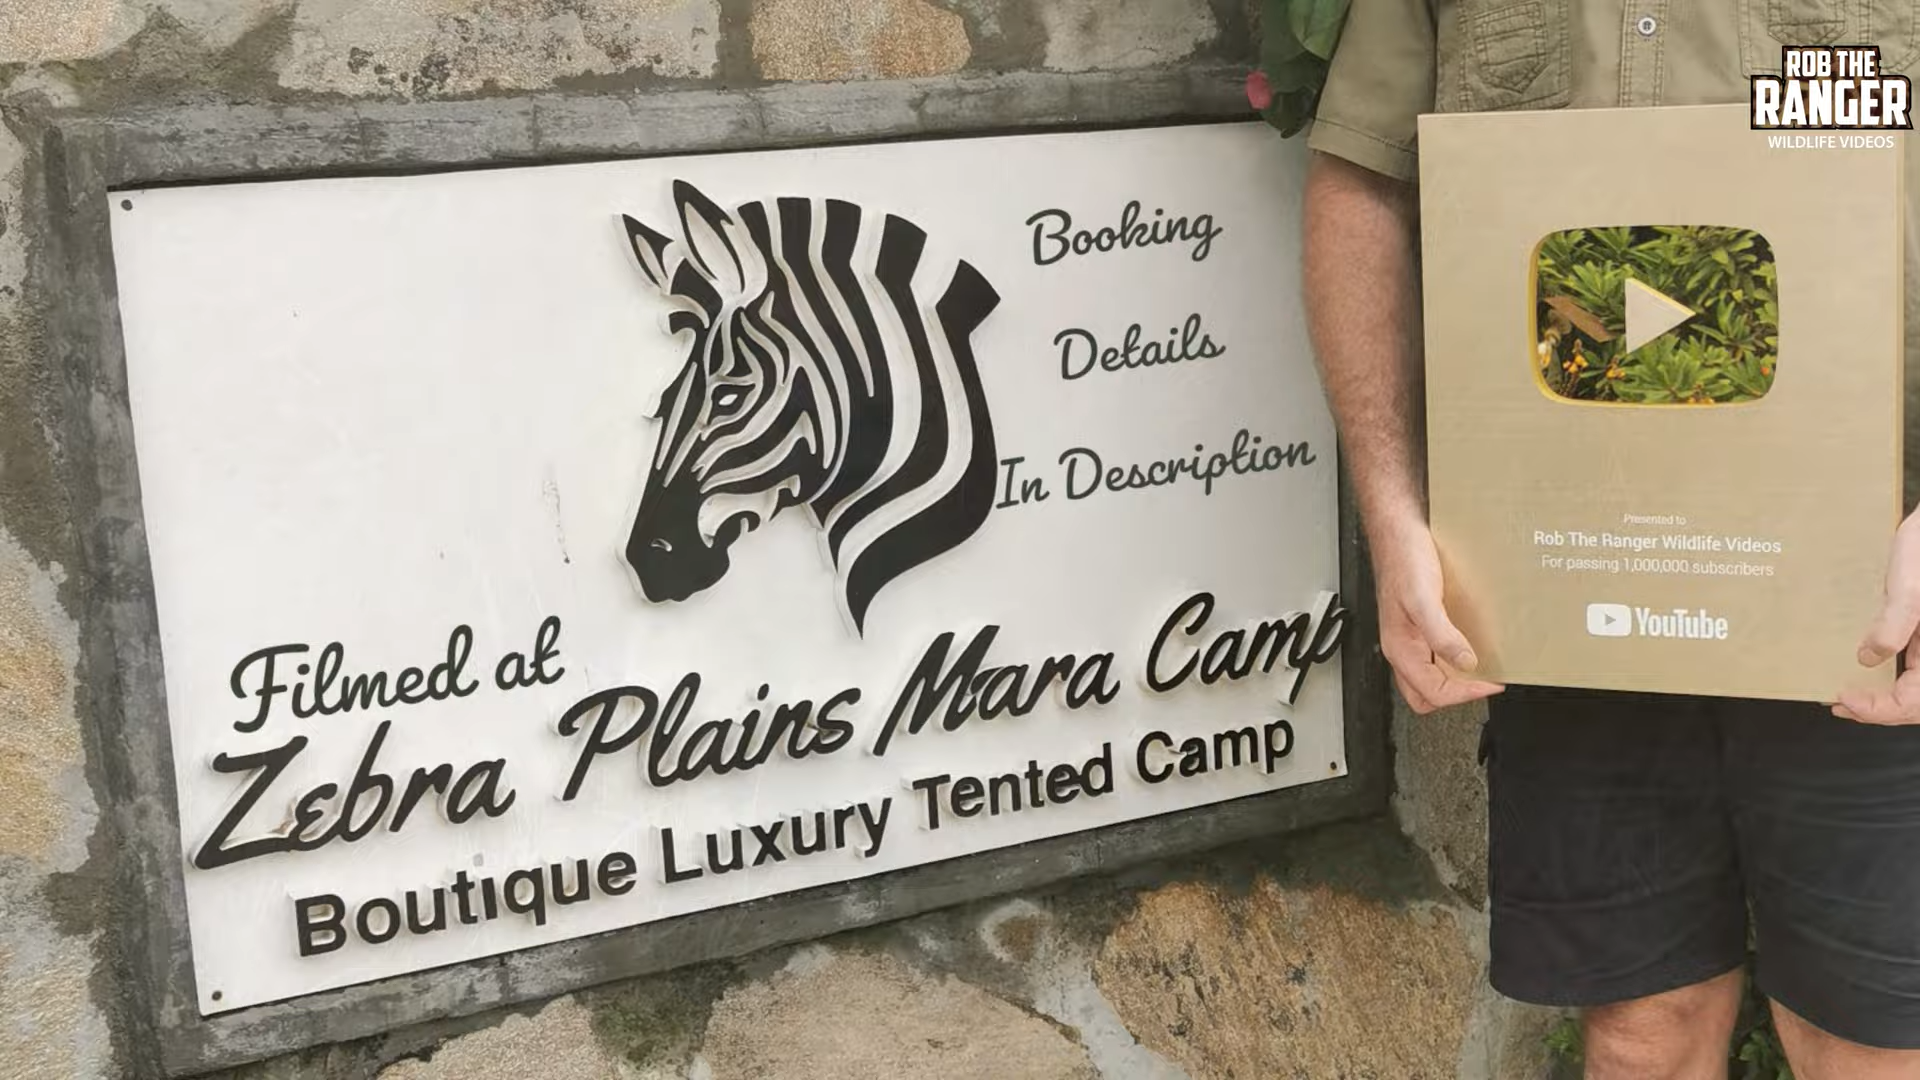 Booking
Details
In Description
Filmed at
Zebra Plains Mara Camp
Boutique Luxury Tented Camp
ROB THE
RANGER
WILDLIFE VIDEOS
Presented to
Rob The Ranger Wildlife Videos
For passing 1,000,000 subscribers
YouTube